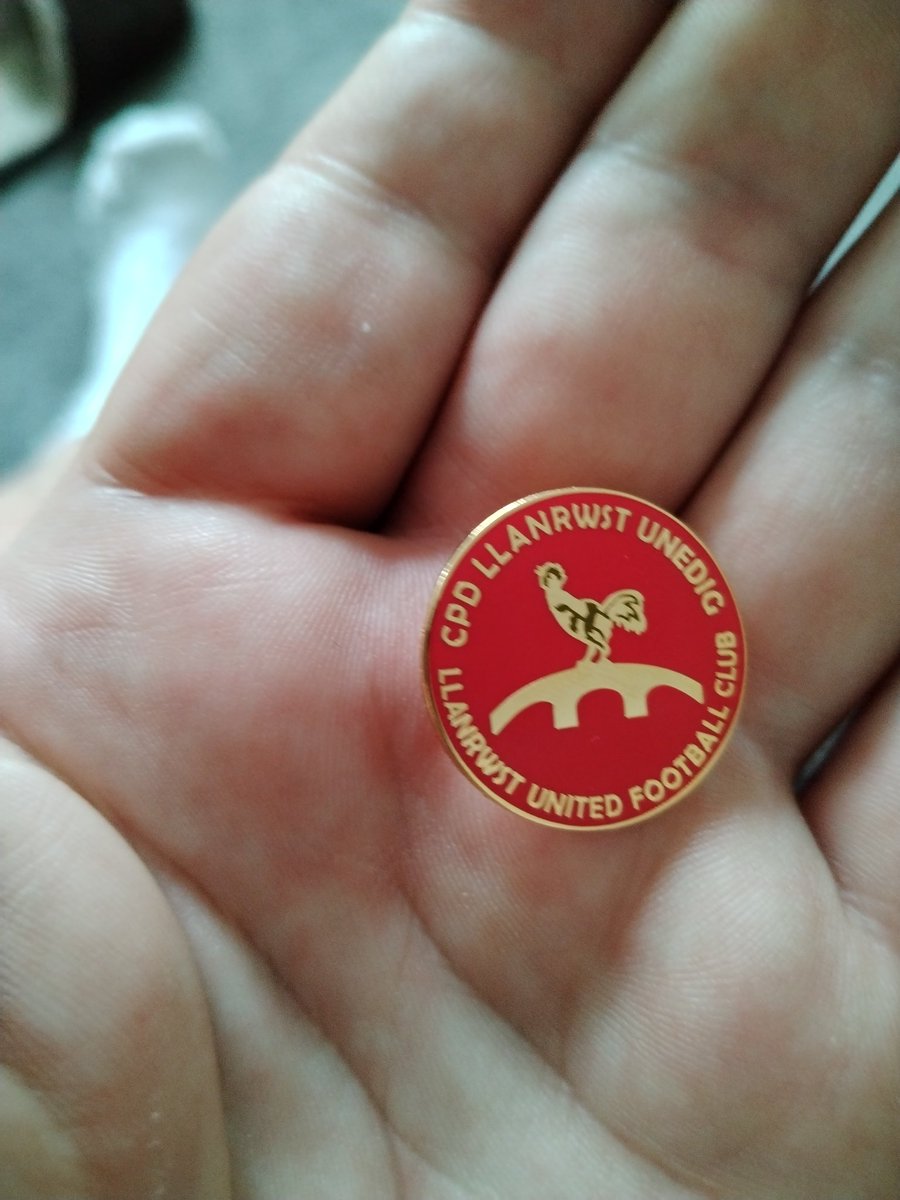 CPD LLANRWST UNEDIG
LLANRWST UNITED FOOTBALL CLUB